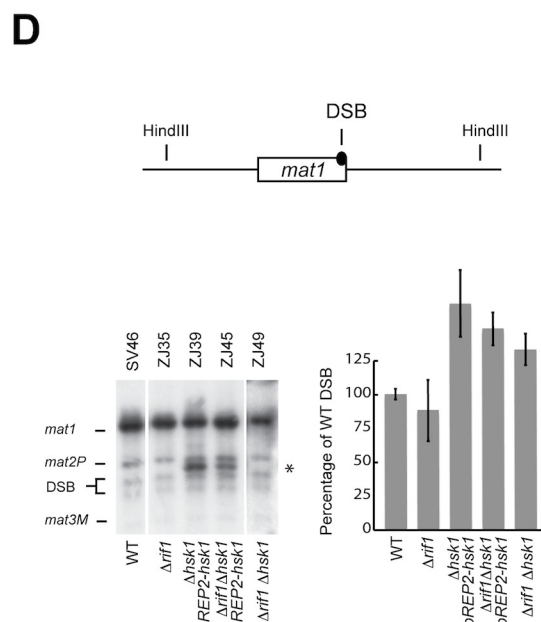 D
DSB
HindIII HindIII
mat1
SV46
ZJ35
ZJ39
ZJ45
ZJ49
mat1
mat2P
DSB
mat3M
*
WT
Δrif1
Δhsk1
REP2-hsk1
Δrif1Δhsk1
REP2-hsk1
Δrif1 Δhsk1
Percentage of WT DSB
125
100
75
50
25
0
WT
Δrif1
Δhsk1
pREP2-hsk1
Δrif1Δhsk1
pREP2-hsk1
Δrif1 Δhsk1